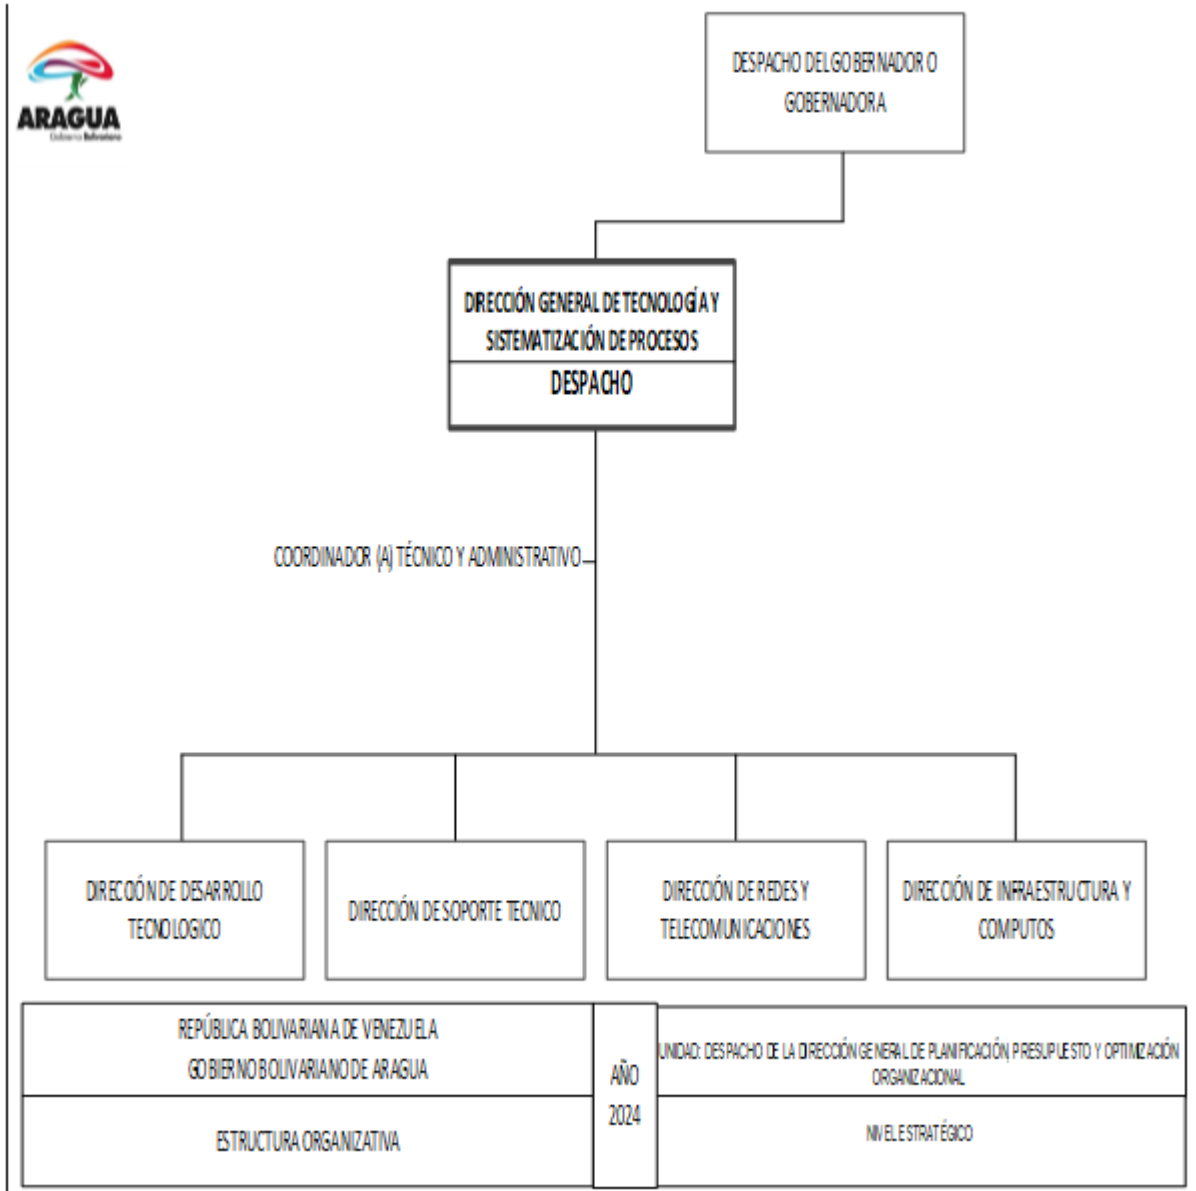 ARAGUA
Gobierno Bolivariano
DESPACHO DEL GOBERNADOR O
GOBERNADORA
DIRECCIÓN GENERAL DE TECNOLOGÍA Y
SISTEMATIZACIÓN DE PROCESOS
DESPACHO
COORDINADOR (A) TÉCNICO Y ADMINISTRATIVO
DIRECCIÓN DE DESARROLLO
TECNOLOGICO
DIRECCIÓN DE SOPORTE TECNICO
DIRECCIÓN DE REDES Y
TELECOMUNICACIONES
DIRECCIÓN DE INFRAESTRUCTURA Y
COMPUTOS
REPÚBLICA BOLIVARIANA DE VENEZUELA
GOBIERNO BOLIVARIANO DE ARAGUA
ESTRUCTURA ORGANIZATIVA
AÑO
2024
UNIDAD: DESPACHO DE LA DIRECCIÓN GENERAL DE PLANIFICACIÓN, PRESUPUESTO Y OPTIMIZACIÓN
ORGANIZACIONAL
NIVEL ESTRATÉGICO